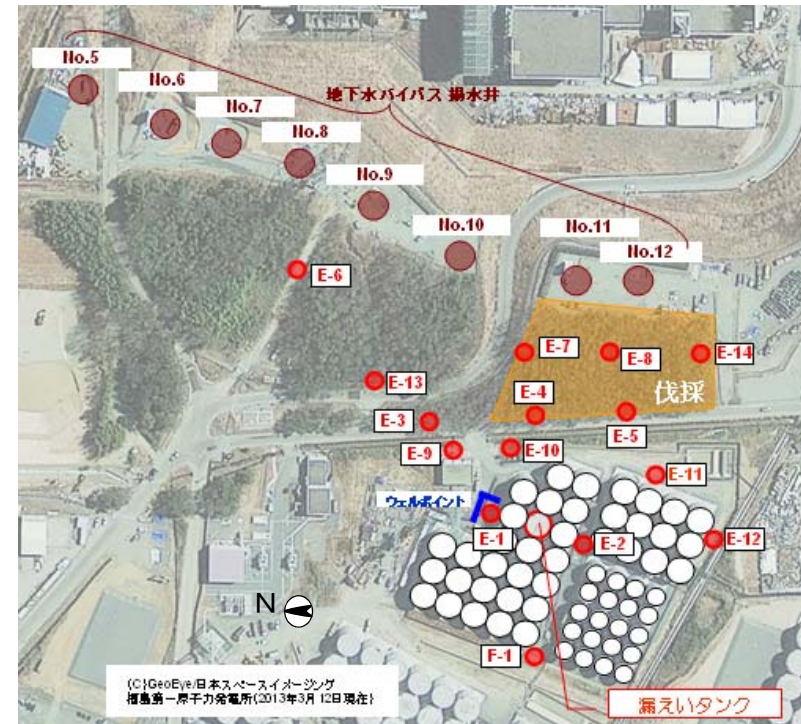 No.5
No.6
No.7
地下水バイパス 揚水井
No.8
No.9
No.10
No.11
No.12
E-6
E-7
E-8
E-14
E-13
伐採
E-4
E-3
E-5
E-9
E-10
E-11
ウェルポイント
E-1
E-2
E-12
N
F-1
(C)GeoEye/日本スペースイメージング
福島第一原子力発電所(2013年3月12日現在)
漏えいタンク